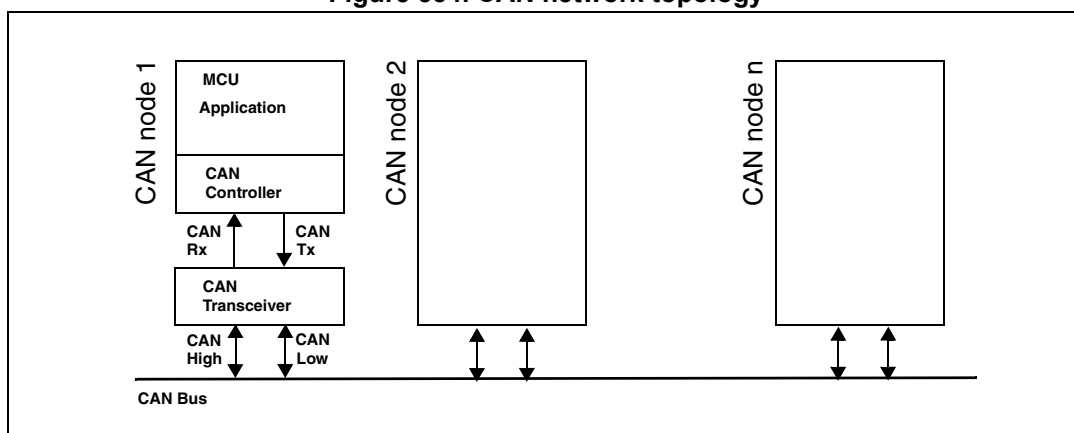 CAN node 1
MCU
Application
CAN
Controller
CAN
Rx
CAN
Tx
CAN
Transceiver
CAN
High
CAN
Low
CAN node 2
CAN node n
CAN Bus